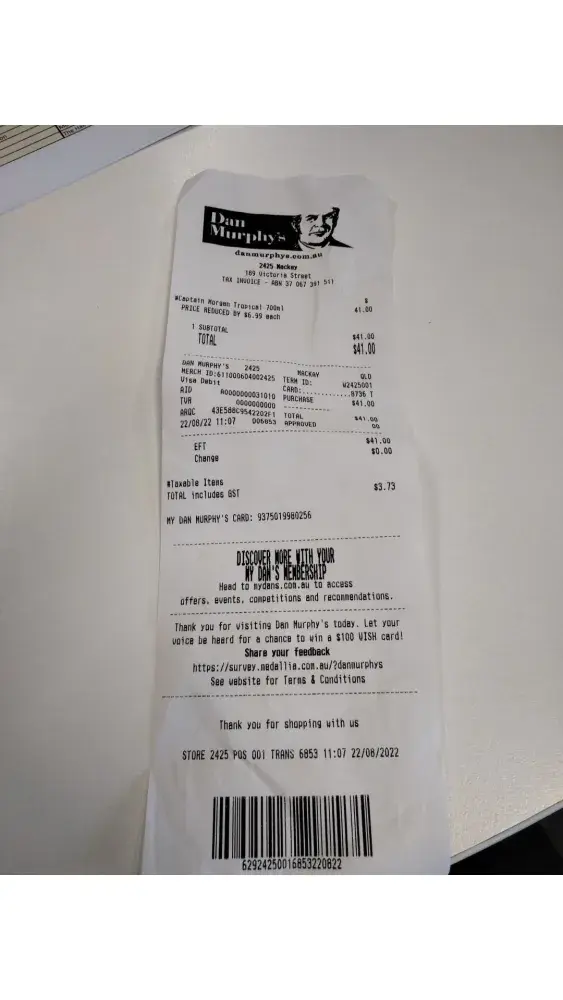 Dan
Murphy's
danmurphys.com.au
2425 Mackay
189 Victoria Street
TAX INVOICE - ABN 37 067 391 511
$
#Captain Morgan Tropical 700ml 41.00
PRICE REDUCED BY $6.99 each
1 SUBTOTAL $41.00
TOTAL $41.00
DAN MURPHY'S 2425 MACKAY QLD
MERCH ID:611000604002425 TERM ID: W2425001
Visa Debit CARD:..............9736 T
AID A0000000031010 PURCHASE $41.00
TVR 0000000000
ARQC 43E588C9542202F1 TOTAL $41.00
22/08/22 11:07 006853 APPROVED 00
EFT $41.00
Change $0.00
#Taxable Items
TOTAL includes GST $3.73
MY DAN MURPHY'S CARD: 9375019980256
DISCOVER MORE WITH YOUR
MY DAN'S MEMBERSHIP
Head to mydans.com.au to access
offers, events, competitions and recommendations.
Thank you for visiting Dan Murphy's today. Let your
voice be heard for a chance to win a $100 WISH card!
Share your feedback
https://survey.medallia.com.au/?danmurphys
See website for Terms & Conditions
Thank you for shopping with us
STORE 2425 POS 001 TRANS 6853 11:07 22/08/2022
62924250016853220822